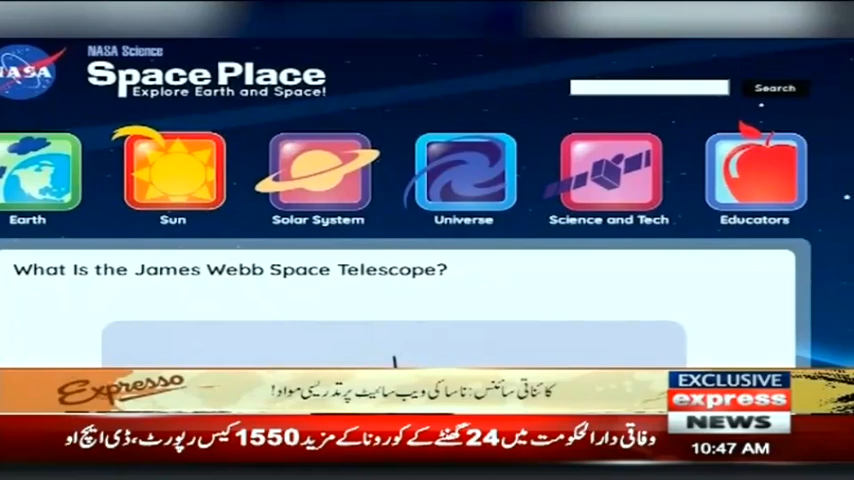 NASA
NASA Science
Space Place
Explore Earth and Space!
Search
Earth
Sun
Solar System
Universe
Science and Tech
Educators
What Is the James Webb Space Telescope?
Expresso
کائناتی سائنس: ناسا کی ویب سائیٹ پر تدریسی مواد!
EXCLUSIVE
express
NEWS
وفاقی دارالحکومت میں 24 گھنٹے کے کورونا کے مزید 1550 کیس رپورٹ، ڈی ایچ او
10:47 AM